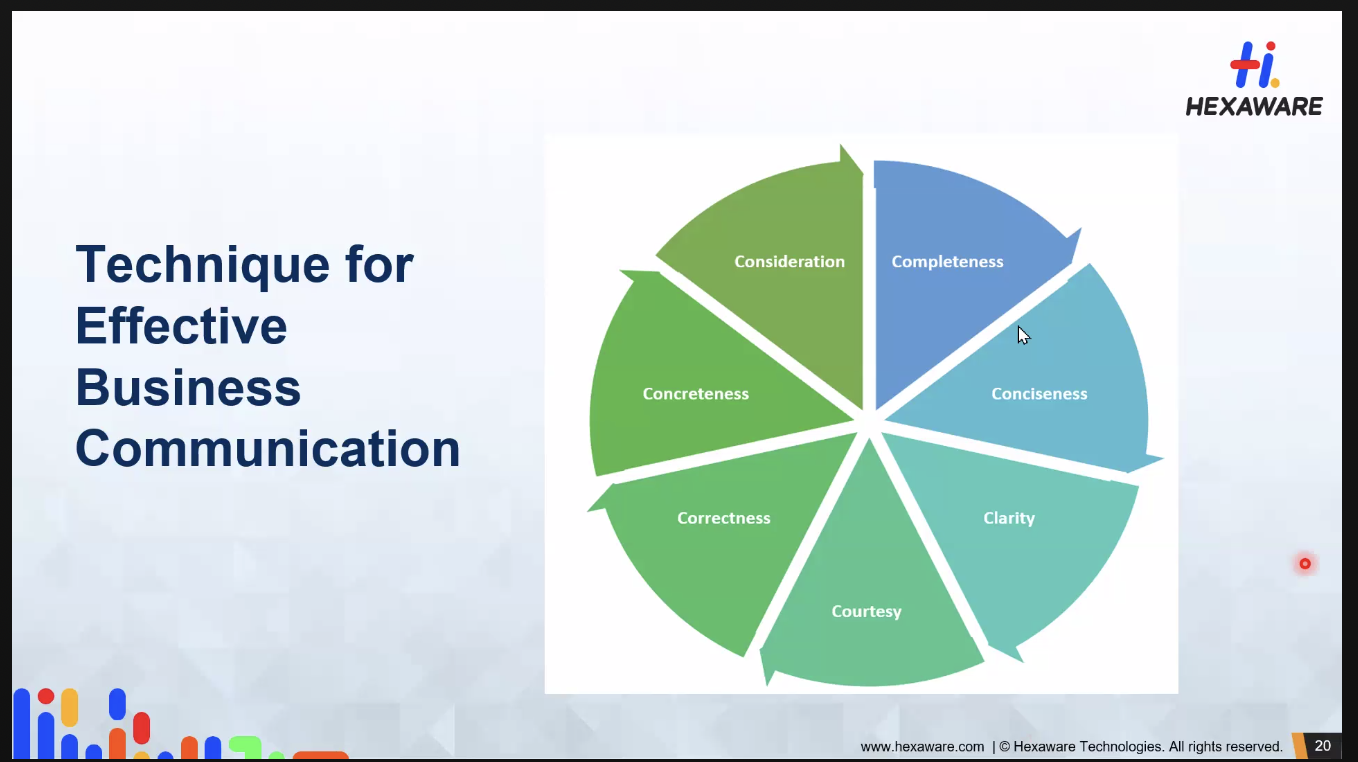 HEXAWARE
Technique for
Effective
Business
Communication
Consideration
Completeness
Concreteness
Conciseness
Correctness
Clarity
Courtesy
www.hexaware.com | © Hexaware Technologies. All rights reserved.
20